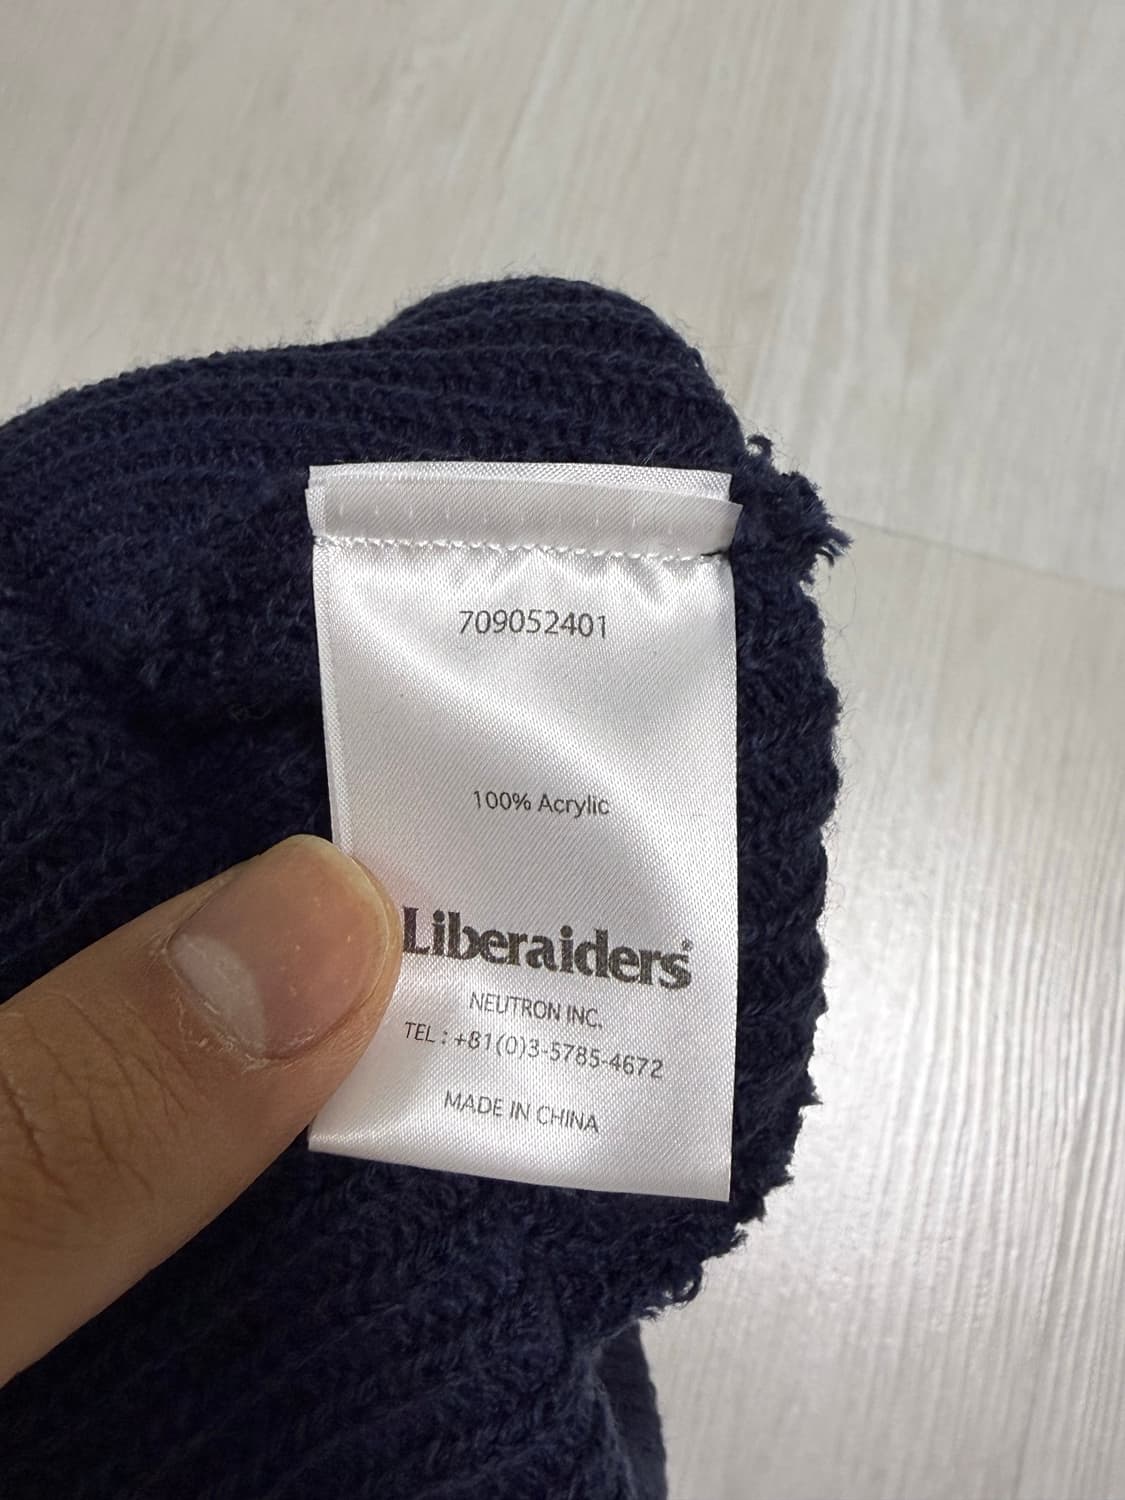 709052401
100% Acrylic
Liberaiders®
NEUTRON INC.
TEL : +81(0)3-5785-4672
MADE IN CHINA